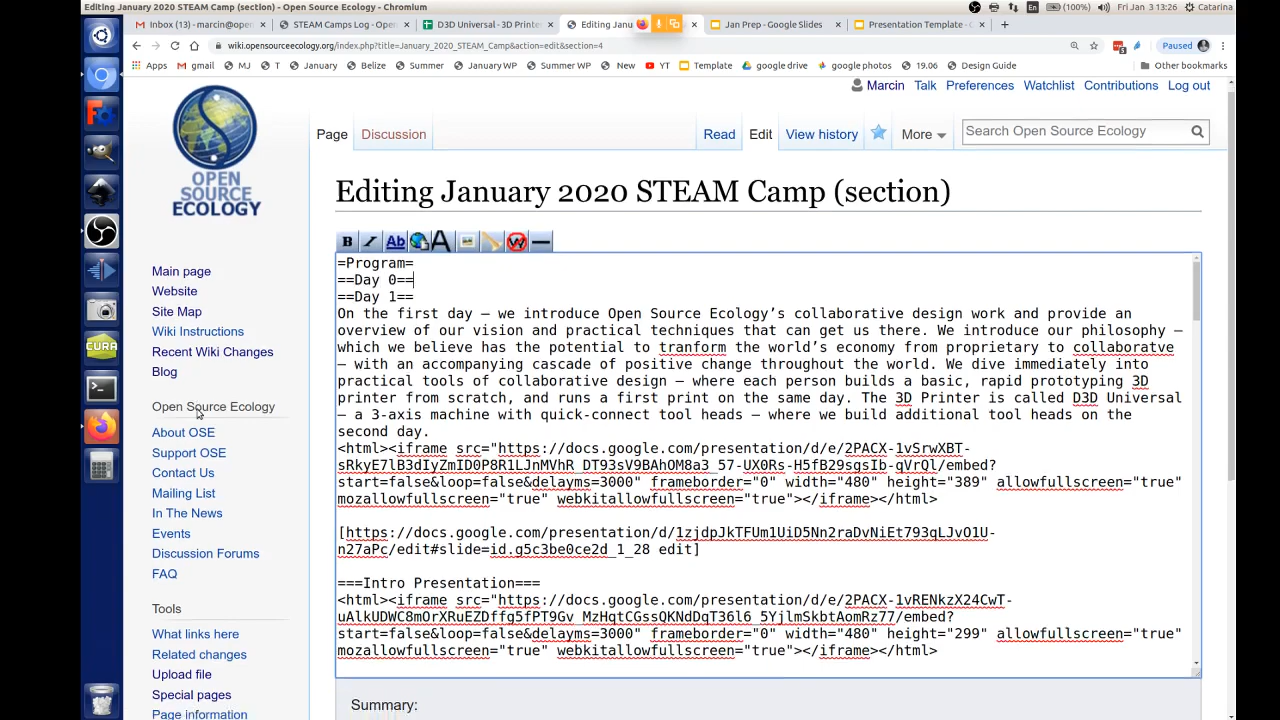 January 2020 STEAM Camp (section) - Open Source Ecology - Chromium
En
(100%)
Fri Jan 3 13:26
Catarina
Inbox (13) - marcin@open
STEAM Camps Log - Open
D3D Universal - 3D Printer
Editing Janu
Jan Prep - Google Slides
Presentation Template - G
wiki.opensourceecology.org/index.php?title=January_2020_STEAM_Camp&action=edit&section=4
Paused
Apps
gmail
MJ
T
January
Belize
Summer
January WP
Summer WP
New
YT
Template
google drive
google photos
19.06
Design Guide
Other bookmarks
Marcin
Talk
Preferences
Watchlist
Contributions
Log out
OPEN
SOURCE
ECOLOGY
Page
Discussion
Read
Edit
View history
More
Search Open Source Ecology
Editing January 2020 STEAM Camp (section)
B I Ab A W
Main page
Website
Site Map
Wiki Instructions
Recent Wiki Changes
Blog
Open Source Ecology
About OSE
Support OSE
Contact Us
Mailing List
In The News
Events
Discussion Forums
FAQ
Tools
What links here
Related changes
Upload file
Special pages
Page information
CURA
=Program=
==Day 0==
==Day 1==
On the first day – we introduce Open Source Ecology’s collaborative design work and provide an
overview of our vision and practical techniques that can get us there. We introduce our philosophy –
which we believe has the potential to tranform the world’s economy from proprietary to collaboratve
– with an accompanying cascade of positive change throughout the world. We dive immediately into
practical tools of collaborative design – where each person builds a basic, rapid prototyping 3D
printer from scratch, and runs a first print on the same day. The 3D Printer is called D3D Universal
– a 3-axis machine with quick-connect tool heads – where we build additional tool heads on the
second day.
<html><iframe src="https://docs.google.com/presentation/d/e/2PACX-1vSrwXBT-
sRkyE7lB3dIyZmID0P8R1LJnMVhR_DT93sV9BAhOM8a3_57-UX0Rs-H5fB29sgsIb-qVrQl/embed?
start=false&loop=false&delayms=3000" frameborder="0" width="480" height="389" allowfullscreen="true"
mozallowfullscreen="true" webkitallowfullscreen="true"></iframe></html>
[https://docs.google.com/presentation/d/1zjdpJkTFUm1UiD5Nn2raDvNiEt793qLJvO1U-
n27aPc/edit#slide=id.g5c3be0ce2d_1_28 edit]
===Intro Presentation===
<html><iframe src="https://docs.google.com/presentation/d/e/2PACX-1vRENkzX24CwT-
uAlkUDWC8mOrXRuEZDffg5fPT9Gv_MzHqtCGssQKNdDqT36l6_5YjlmSkbtAomRz77/embed?
start=false&loop=false&delayms=3000" frameborder="0" width="480" height="299" allowfullscreen="true"
mozallowfullscreen="true" webkitallowfullscreen="true"></iframe></html>
Summary: